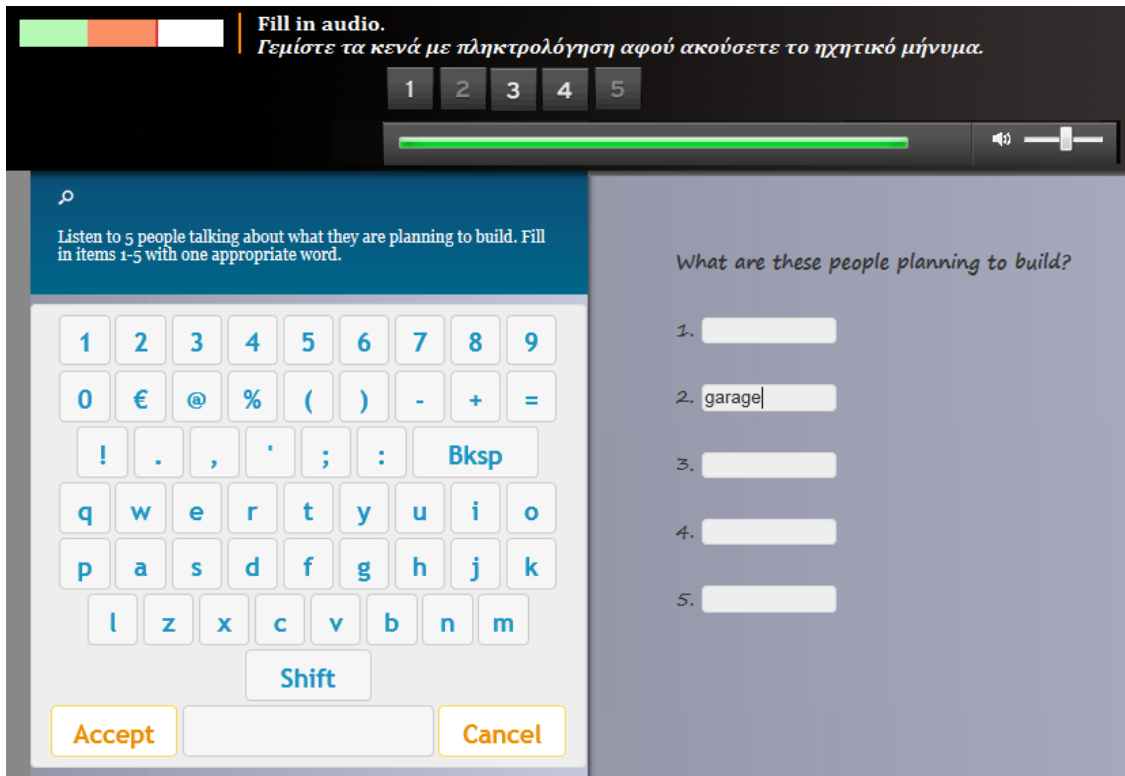 Fill in audio.
Γεμίστε τα κενά με πληκτρολόγηση αφού ακούσετε το ηχητικό μήνυμα.
1 2 3 4 5
Listen to 5 people talking about what they are planning to build. Fill
in items 1-5 with one appropriate word.
1 2 3 4 5 6 7 8 9
0 € @ % ( ) - + =
! . , ' ; : Bksp
q w e r t y u i o
p a s d f g h j k
l z x c v b n m
Shift
Accept Cancel
What are these people planning to build?
1.
2. garage
3.
4.
5.